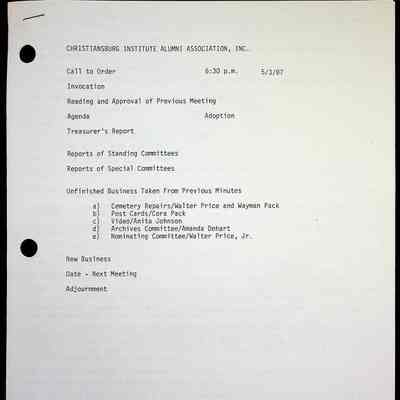 CHRISTIANSBURG INSTITUTE ALUMNI ASSOCIATION, INC.
Call to Order 6:30 p.m. 5/3/87
Invocation
Reading and Approval of Previous Meeting
Agenda Adoption
Treasurer's Report
Reports of Standing Committees
Reports of Special Committees
Unfinished Business Taken From Previous Minutes
a) Cemetery Repairs/Walter Price and Wayman Pack
b) Post Cards/Cora Pack
c) Video/Anita Johnson
d) Archives Committee/Amanda Dehart
e) Nominating Committee/Walter Price, Jr.
New Business
Date - Next Meeting
Adjournment